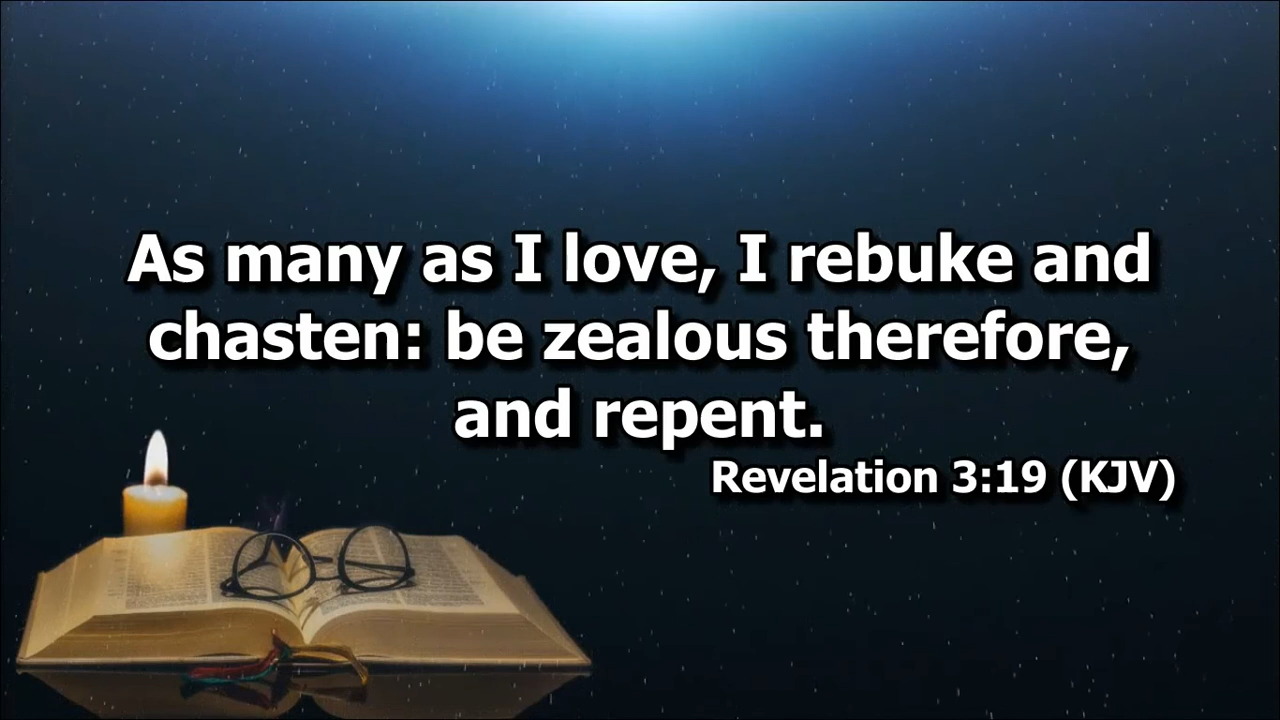 As many as I love, I rebuke and
chasten: be zealous therefore,
and repent.
Revelation 3:19 (KJV)